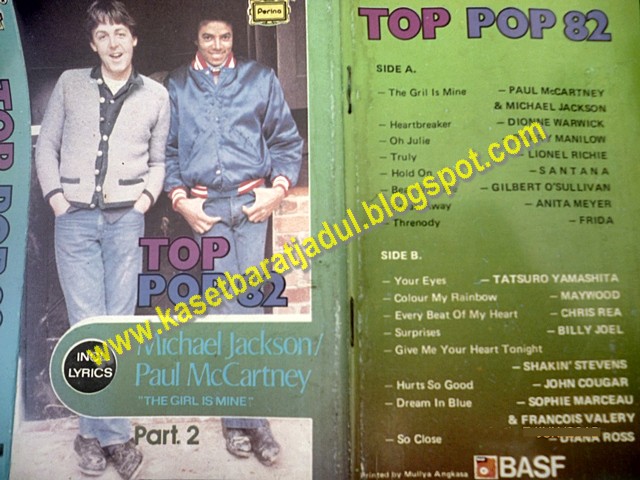 Perina
TOP POP 82
TOP
POP 82
INCL
LYRICS
Michael Jackson/
Paul McCartney
"THE GIRL IS MINE"
Part. 2
www.kasetbaratjadul.blogspot.com
TOP POP 82
SIDE A.
– The Gril Is Mine – PAUL McCARTNEY
& MICHAEL JACKSON
– Heartbreaker – DIONNE WARWICK
– Oh Julie MANILOW
– Truly – LIONEL RICHIE
– Hold On – SANTANA
– GILBERT O'SULLIVAN
– ANITA MEYER
– Threnody – FRIDA
SIDE B.
– Your Eyes – TATSURO YAMASHITA
– Colour My Rainbow – MAYWOOD
– Every Beat Of My Heart – CHRIS REA
– Surprises – BILLY JOEL
– Give Me Your Heart Tonight
– SHAKIN' STEVENS
– Hurts So Good – JOHN COUGAR
– Dream In Blue – SOPHIE MARCEAU
& FRANCOIS VALERY
– So Close – DIANA ROSS
Printed by Muliya Angkasa
BASF